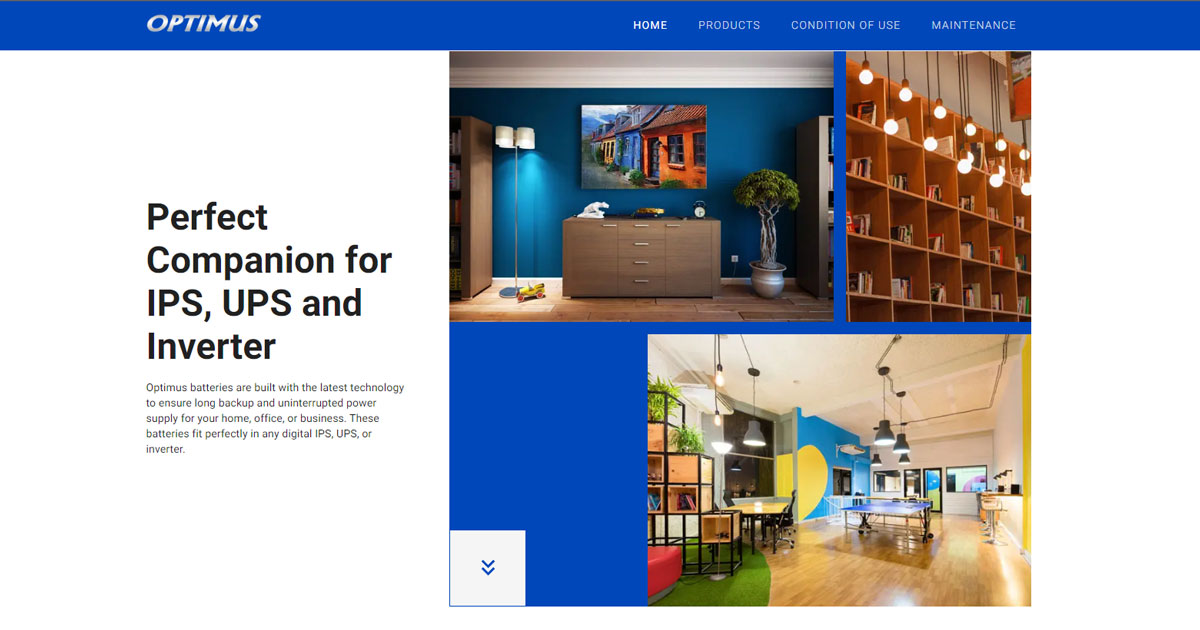 OPTIMUS
HOME PRODUCTS CONDITION OF USE MAINTENANCE
Perfect
Companion for
IPS, UPS and
Inverter
Optimus batteries are built with the latest technology
to ensure long backup and uninterrupted power
supply for your home, office, or business. These
batteries fit perfectly in any digital IPS, UPS, or
inverter.